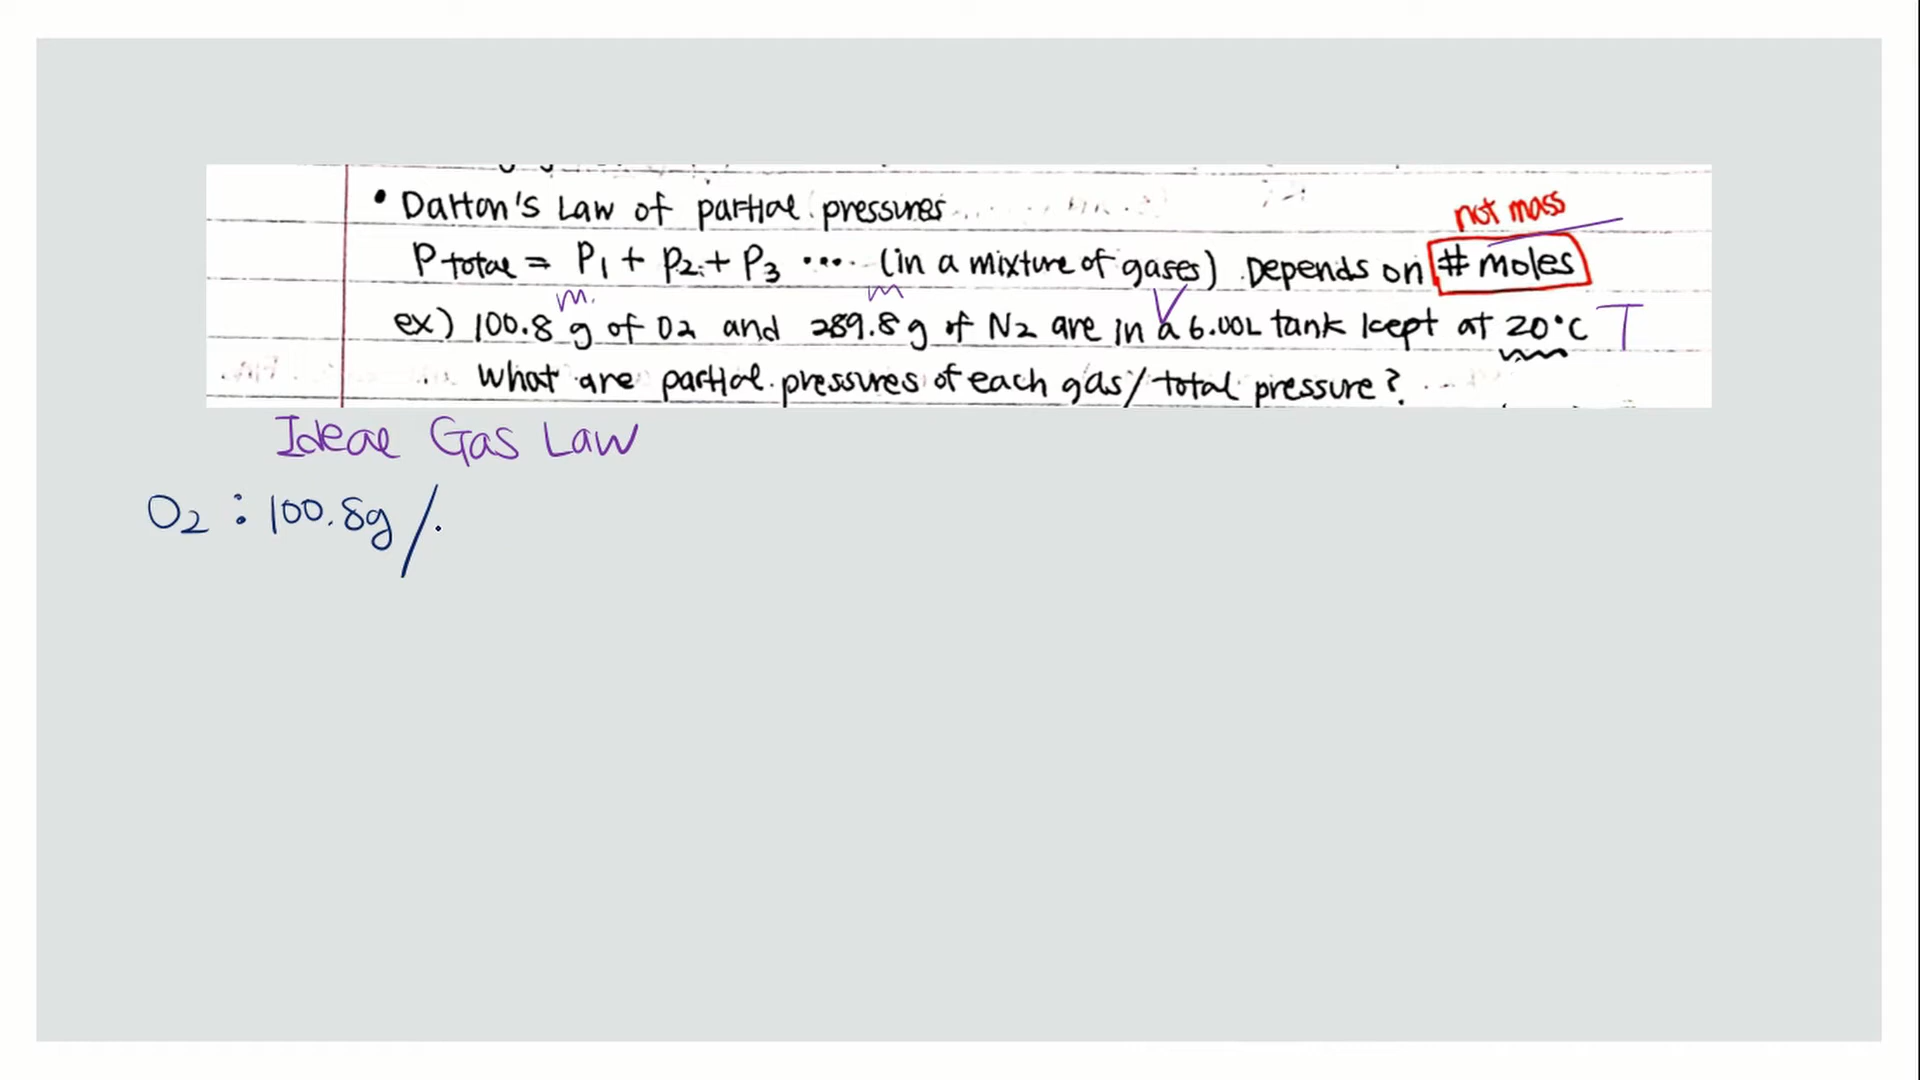 • Dalton's Law of partial pressures
not mass
P total = P1 + P2 + P3 .... (in a mixture of gases) Depends on # moles
m. m V
ex) 100.8 g of O2 and 289.8 g of N2 are in a 6.00L tank kept at 20°C T
What are partial pressures of each gas/total pressure?
Ideal Gas Law
O2 : 100.8g /